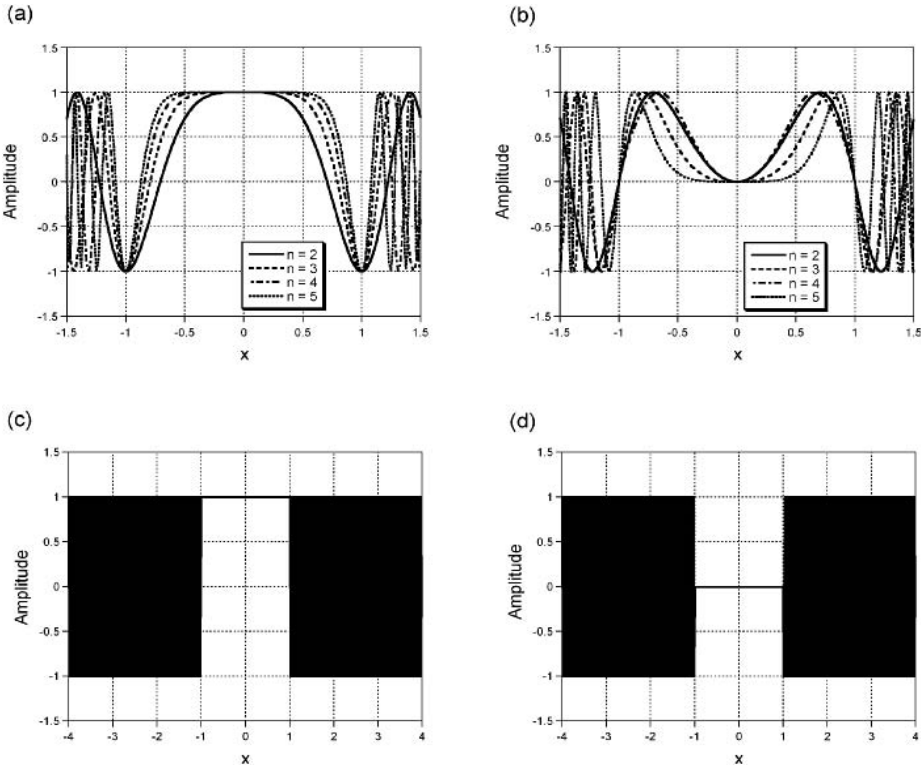 (a)
1.5
1
0.5
0
-0.5
-1
-1.5
Amplitude
n = 2
n = 3
n = 4
n = 5
-1.5 -1 -0.5 0 0.5 1 1.5
x
(b)
1.5
1
0.5
0
-0.5
-1
-1.5
Amplitude
n = 2
n = 3
n = 4
n = 5
-1.5 -1 -0.5 0 0.5 1 1.5
x
(c)
1.5
1
0.5
0
-0.5
-1
-1.5
Amplitude
-4 -3 -2 -1 0 1 2 3 4
x
(d)
1.5
1
0.5
0
-0.5
-1
-1.5
Amplitude
-4 -3 -2 -1 0 1 2 3 4
x